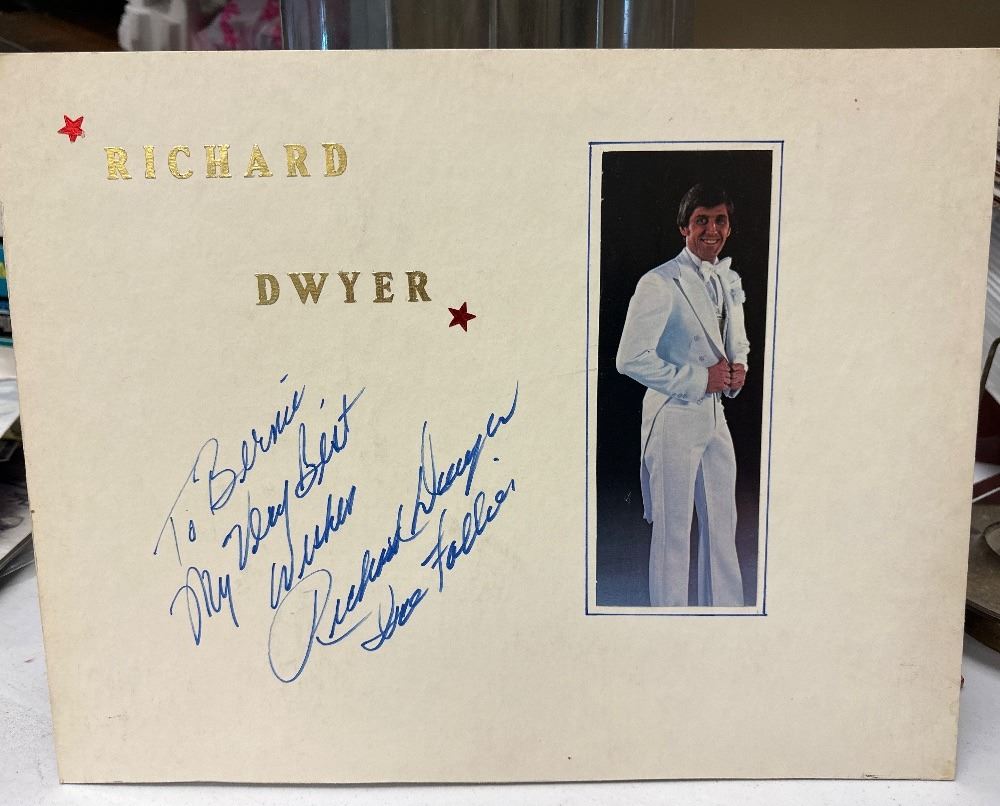 RICHARD
DWYER
To Bernie,
My Very Best
Wishes
Richard Dwyer
Ice Follies